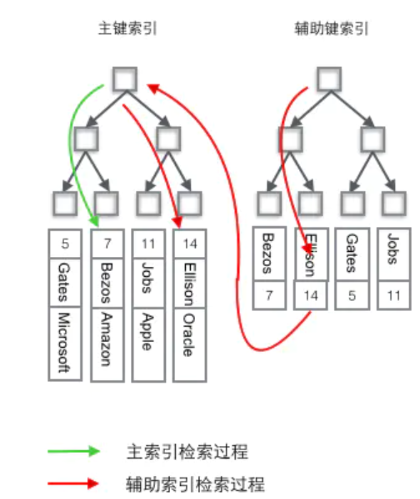 主键索引
辅助键索引
5 7 11 14
Gates Bezos Jobs Ellison
Microsoft Amazon Apple Oracle
Bezos Ellison Gates Jobs
7 14 5 11
主索引检索过程
辅助索引检索过程